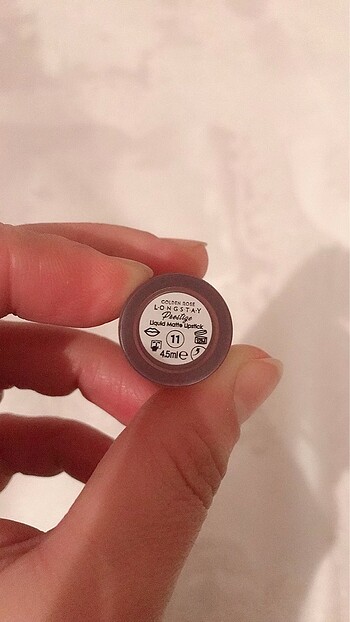 GOLDEN ROSE
LONGSTAY
Prestige
Liquid Matte Lipstick
11
4.5ml e